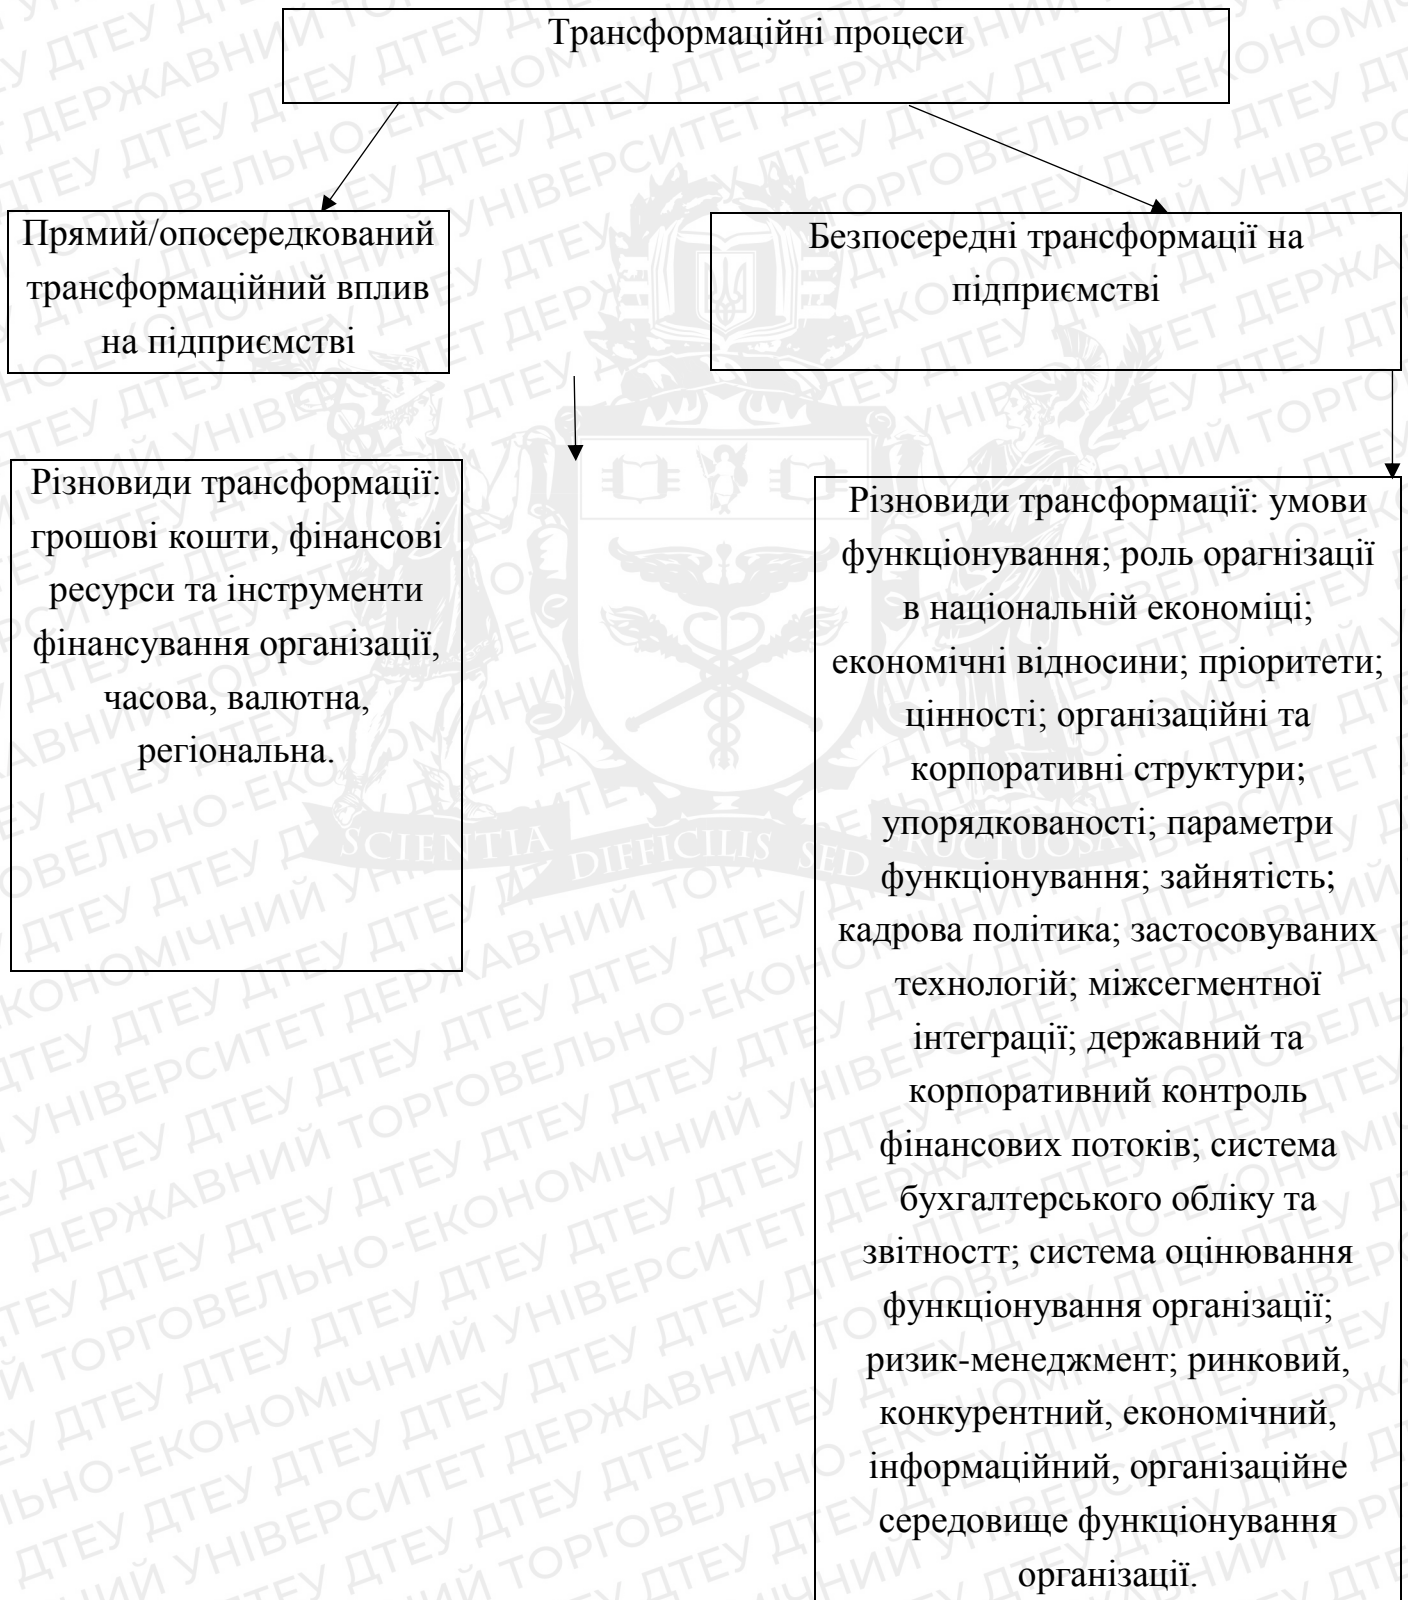 Трансформаційні процеси
Прямий/опосередкований
трансформаційний вплив
на підприємстві
Безпосередні трансформації на
підприємстві
Різновиди трансформації:
грошові кошти, фінансові
ресурси та інструменти
фінансування організації,
часова, валютна,
регіональна.
Різновиди трансформації: умови
функціонування; роль орагнізації
в національній економіці;
економічні відносини; пріоритети;
цінності; організаційні та
корпоративні структури;
упорядкованості; параметри
функціонування; зайнятість;
кадрова політика; застосовуваних
технологій; міжсегментної
інтеграції; державний та
корпоративний контроль
фінансових потоків; система
бухгалтерського обліку та
звітностт; система оцінювання
функціонування організації;
ризик-менеджмент; ринковий,
конкурентний, економічний,
інформаційний, організаційне
середовище функціонування
організації.
SCIENTIA DIFFICILIS SED FRUCTUOSA